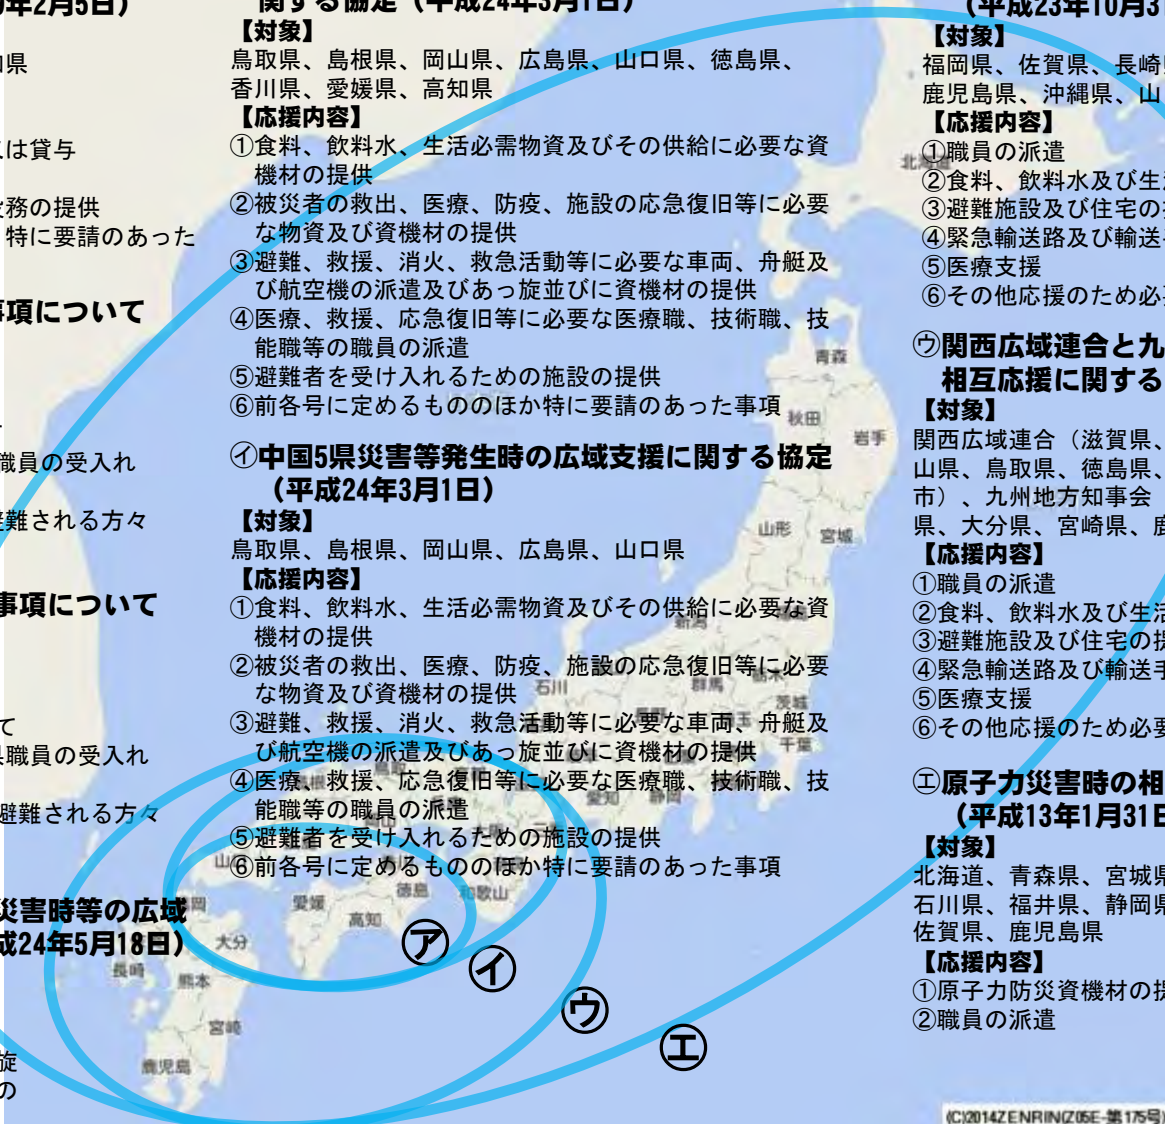 年2月5日）
県
は貸与
務の提供
特に要請のあった
事項について
職員の受入れ
避難される方々
事項について
て
県職員の受入れ
避難される方々
災害時等の広域
成24年5月18日）
旋
の
関する協定（平成24年3月1日）
【対象】
鳥取県、島根県、岡山県、広島県、山口県、徳島県、
香川県、愛媛県、高知県
【応援内容】
①食料、飲料水、生活必需物資及びその供給に必要な資
機材の提供
②被災者の救出、医療、防疫、施設の応急復旧等に必要
な物資及び資機材の提供
③避難、救援、消火、救急活動等に必要な車両、舟艇及
び航空機の派遣及びあっ旋並びに資機材の提供
④医療、救援、応急復旧等に必要な医療職、技術職、技
能職等の職員の派遣
⑤避難者を受け入れるための施設の提供
⑥前各号に定めるもののほか特に要請のあった事項
㋑中国5県災害等発生時の広域支援に関する協定
（平成24年3月1日）
【対象】
鳥取県、島根県、岡山県、広島県、山口県
【応援内容】
①食料、飲料水、生活必需物資及びその供給に必要な資
機材の提供
②被災者の救出、医療、防疫、施設の応急復旧等に必要
な物資及び資機材の提供
③避難、救援、消火、救急活動等に必要な車両、舟艇及
び航空機の派遣及びあっ旋並びに資機材の提供
④医療、救援、応急復旧等に必要な医療職、技術職、技
能職等の職員の派遣
⑤避難者を受け入れるための施設の提供
⑥前各号に定めるもののほか特に要請のあった事項
（平成23年10月3
【対象】
福岡県、佐賀県、長崎
鹿児島県、沖縄県、山
【応援内容】
①職員の派遣
②食料、飲料水及び生
③避難施設及び住宅の
④緊急輸送路及び輸送
⑤医療支援
⑥その他応援のため必
㋒関西広域連合と九
相互応援に関する
【対象】
関西広域連合（滋賀県、
山県、鳥取県、徳島県、
市）、九州地方知事会
県、大分県、宮崎県、鹿
【応援内容】
①職員の派遣
②食料、飲料水及び生活
③避難施設及び住宅の提
④緊急輸送路及び輸送手
⑤医療支援
⑥その他応援のため必要
㋓原子力災害時の相
（平成13年1月31日
【対象】
北海道、青森県、宮城県
石川県、福井県、静岡県
佐賀県、鹿児島県
【応援内容】
①原子力防災資機材の提
②職員の派遣
青森
秋田
岩手
山形
宮城
石川
群馬
茨城
千葉
愛知
静岡
徳島
和歌山
愛媛
高知
大分
長崎
熊本
宮崎
鹿児島
㋐
㋑
㋒
㋓
(C)2014ZENRIN(Z05E-第175号)